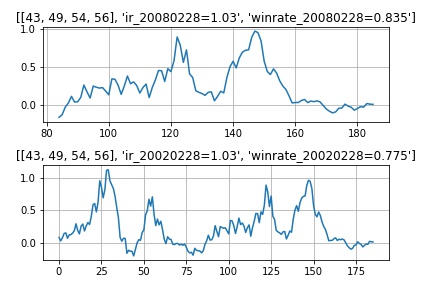 [[43, 49, 54, 56], 'ir_20080228=1.03', 'winrate_20080228=0.835']
1.0
0.5
0.0
80 100 120 140 160 180
[[43, 49, 54, 56], 'ir_20020228=1.03', 'winrate_20020228=0.775']
1.0
0.5
0.0
0 25 50 75 100 125 150 175